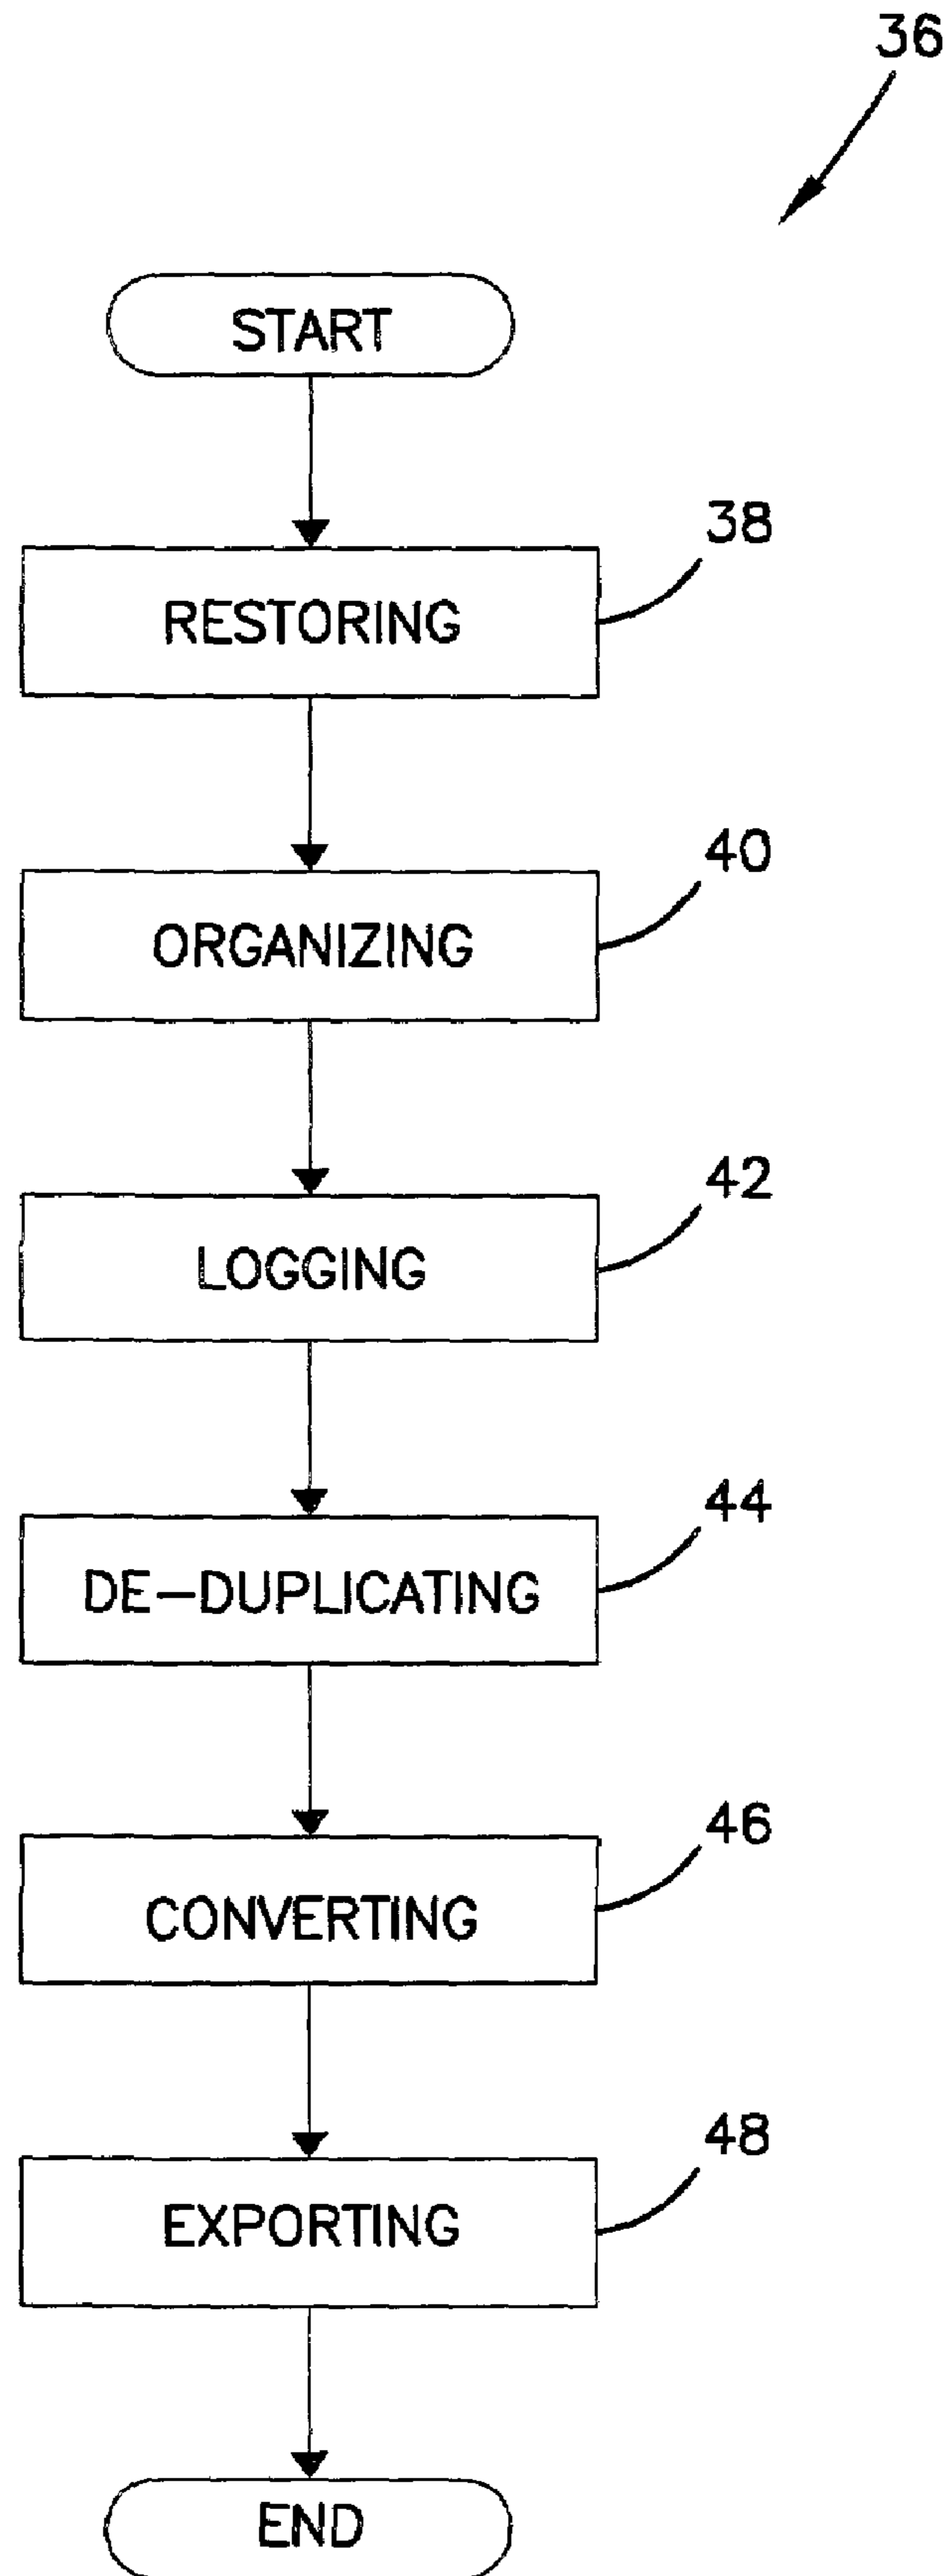 36
START
38
RESTORING
40
ORGANIZING
42
LOGGING
44
DE-DUPLICATING
46
CONVERTING
48
EXPORTING
END